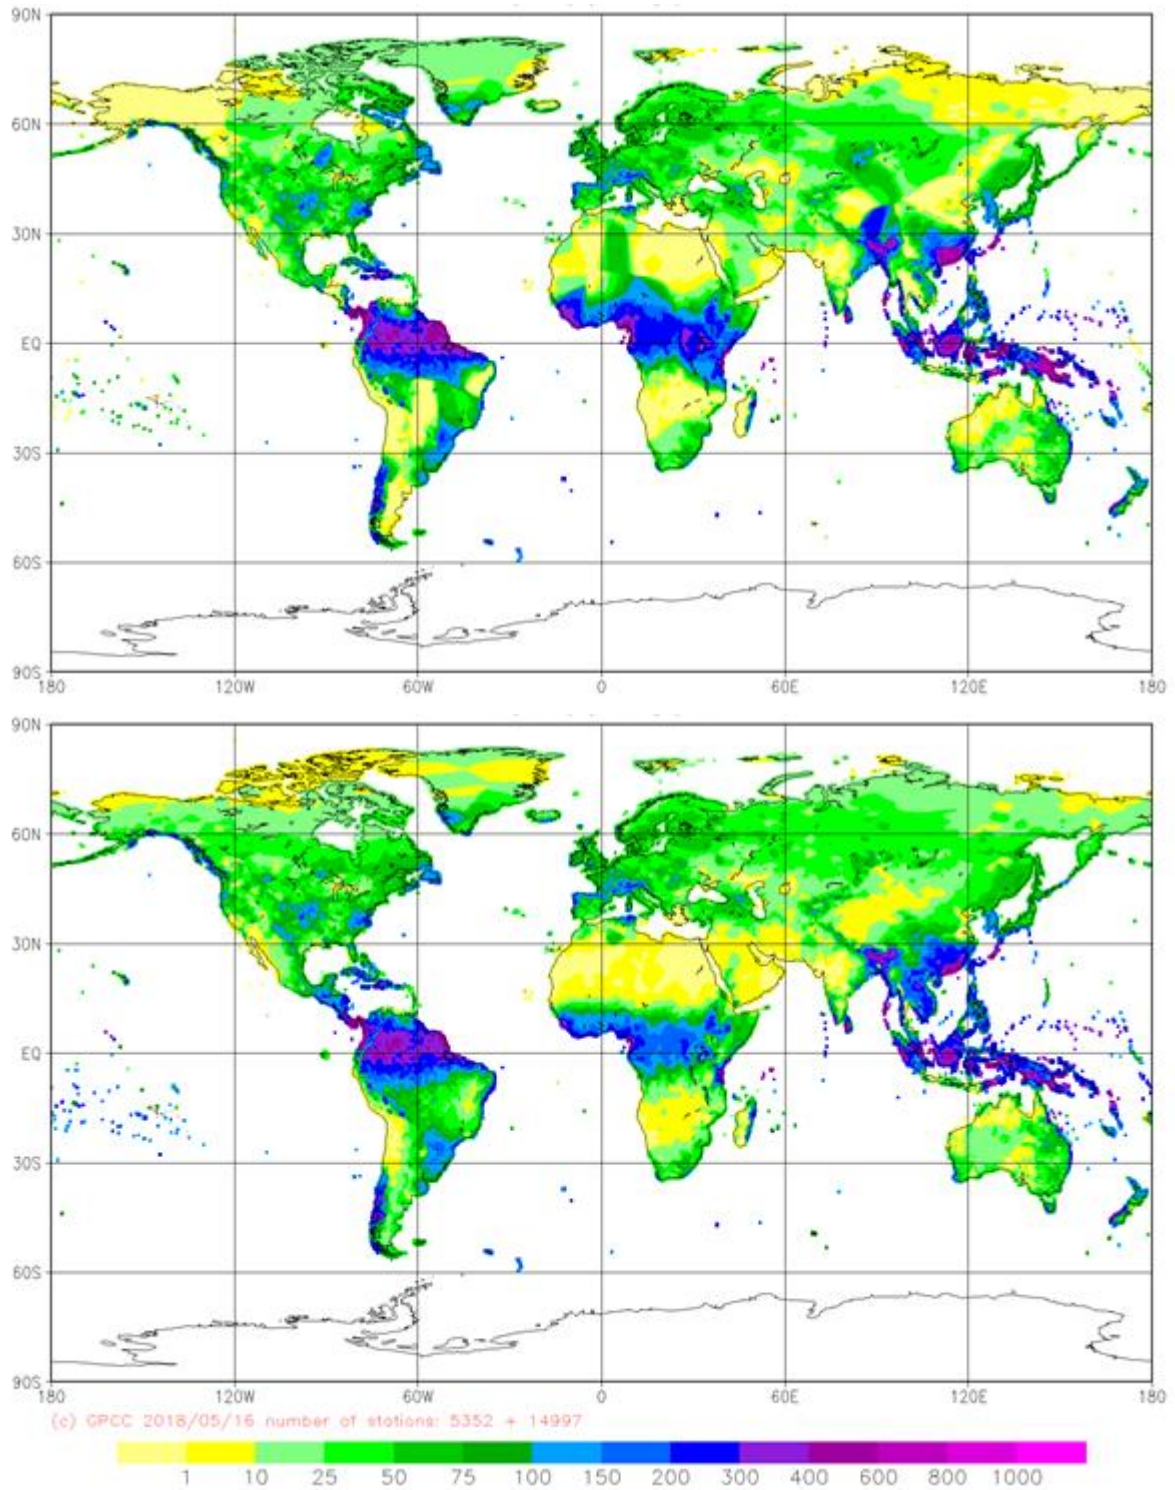 90N
60N
30N
EQ
30S
60S
90S
180 120W 60W 0 60E 120E 180
90N
60N
30N
EQ
30S
60S
90S
180 120W 60W 0 60E 120E 180
(c) GPCC 2018/05/16 number of stations: 5352 + 14997
1 10 25 50 75 100 150 200 300 400 600 800 1000